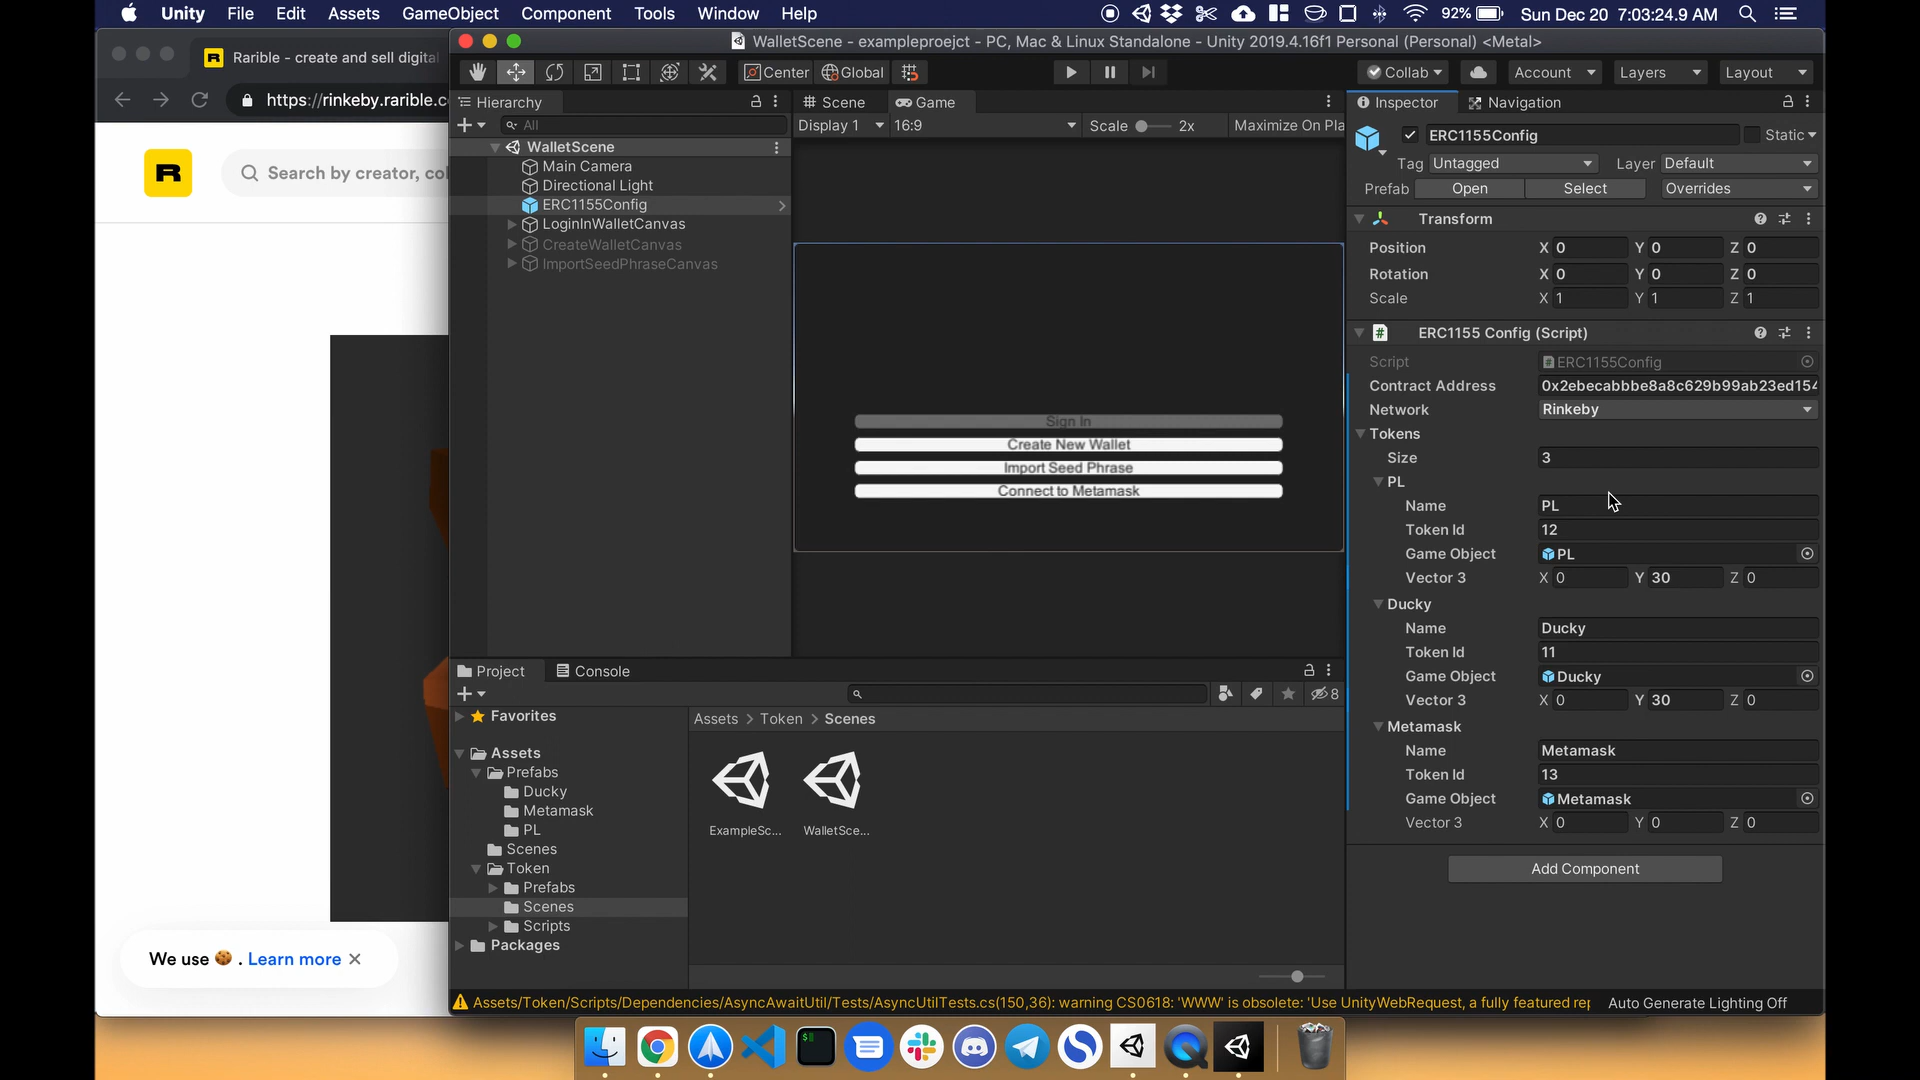 Unity File Edit Assets GameObject Component Tools Window Help
92% Sun Dec 20 7:03:24.9 AM
Rarible - create and sell digital
https://rinkeby.rarible.c
R
Search by creator, col
We use 🍪 . Learn more ✕
WalletScene - exampleproejct - PC, Mac & Linux Standalone - Unity 2019.4.16f1 Personal (Personal) <Metal>
Center Global
Collab Account Layers Layout
Hierarchy
All
WalletScene
Main Camera
Directional Light
ERC1155Config
LoginInWalletCanvas
CreateWalletCanvas
ImportSeedPhraseCanvas
Scene Game
Display 1 16:9 Scale 2x Maximize On Pla
Sign In
Create New Wallet
Import Seed Phrase
Connect to Metamask
Project Console
8
Favorites
Assets
Prefabs
Ducky
Metamask
PL
Scenes
Token
Prefabs
Scenes
Scripts
Packages
Assets > Token > Scenes
ExampleSc...
WalletSce...
Inspector Navigation
ERC1155Config Static
Tag Untagged Layer Default
Prefab Open Select Overrides
Transform
Position X 0 Y 0 Z 0
Rotation X 0 Y 0 Z 0
Scale X 1 Y 1 Z 1
# ERC1155 Config (Script)
Script ERC1155Config
Contract Address 0x2ebecabbbe8a8c629b99ab23ed154
Network Rinkeby
Tokens
Size 3
PL
Name PL
Token Id 12
Game Object PL
Vector 3 X 0 Y 30 Z 0
Ducky
Name Ducky
Token Id 11
Game Object Ducky
Vector 3 X 0 Y 30 Z 0
Metamask
Name Metamask
Token Id 13
Game Object Metamask
Vector 3 X 0 Y 0 Z 0
Add Component
Assets/Token/Scripts/Dependencies/AsyncAwaitUtil/Tests/AsyncUtilTests.cs(150,36): warning CS0618: 'WWW' is obsolete: 'Use UnityWebRequest, a fully featured rep
Auto Generate Lighting Off